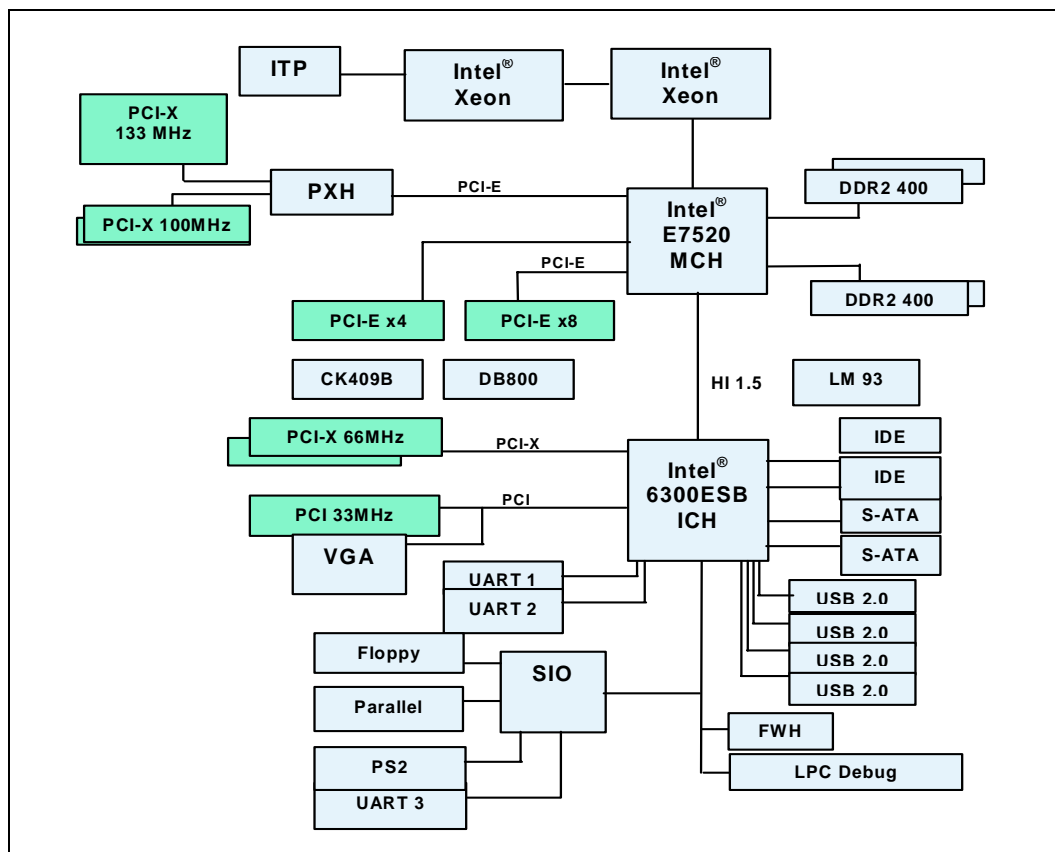 ITP
Intel®
Xeon
Intel®
Xeon
PCI-X
133 MHz
PXH
PCI-E
Intel®
E7520
MCH
DDR2 400
PCI-X 100MHz
PCI-E
DDR2 400
PCI-E x4
PCI-E x8
CK409B
DB800
HI 1.5
LM 93
PCI-X 66MHz
PCI-X
Intel®
6300ESB
ICH
IDE
IDE
PCI 33MHz
PCI
S-ATA
VGA
S-ATA
UART 1
UART 2
USB 2.0
USB 2.0
USB 2.0
USB 2.0
Floppy
SIO
Parallel
FWH
PS2
LPC Debug
UART 3